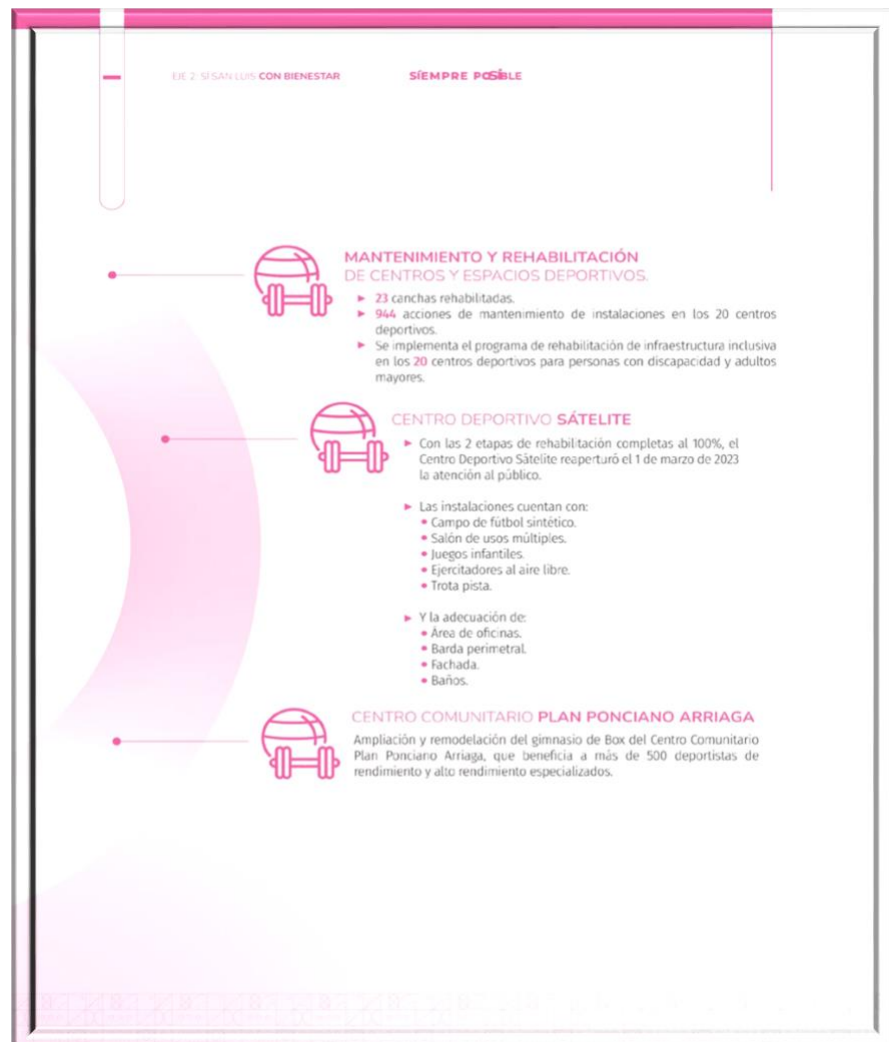 EJE 2: SÍ SAN LUIS CON BIENESTAR
SÍEMPRE POSÍBLE
MANTENIMIENTO Y REHABILITACIÓN
DE CENTROS Y ESPACIOS DEPORTIVOS.
► 23 canchas rehabilitadas.
► 944 acciones de mantenimiento de instalaciones en los 20 centros
deportivos.
► Se implementa el programa de rehabilitación de infraestructura inclusiva
en los 20 centros deportivos para personas con discapacidad y adultos
mayores.
CENTRO DEPORTIVO SÁTELITE
► Con las 2 etapas de rehabilitación completas al 100%, el
Centro Deportivo Sátelite reaperturó el 1 de marzo de 2023
la atención al público.
► Las instalaciones cuentan con:
• Campo de fútbol sintético.
• Salón de usos múltiples.
• Juegos infantiles.
• Ejercitadores al aire libre.
• Trota pista.
► Y la adecuación de:
• Área de oficinas.
• Barda perimetral.
• Fachada.
• Baños.
CENTRO COMUNITARIO PLAN PONCIANO ARRIAGA
Ampliación y remodelación del gimnasio de Box del Centro Comunitario
Plan Ponciano Arriaga, que beneficia a más de 500 deportistas de
rendimiento y alto rendimiento especializados.